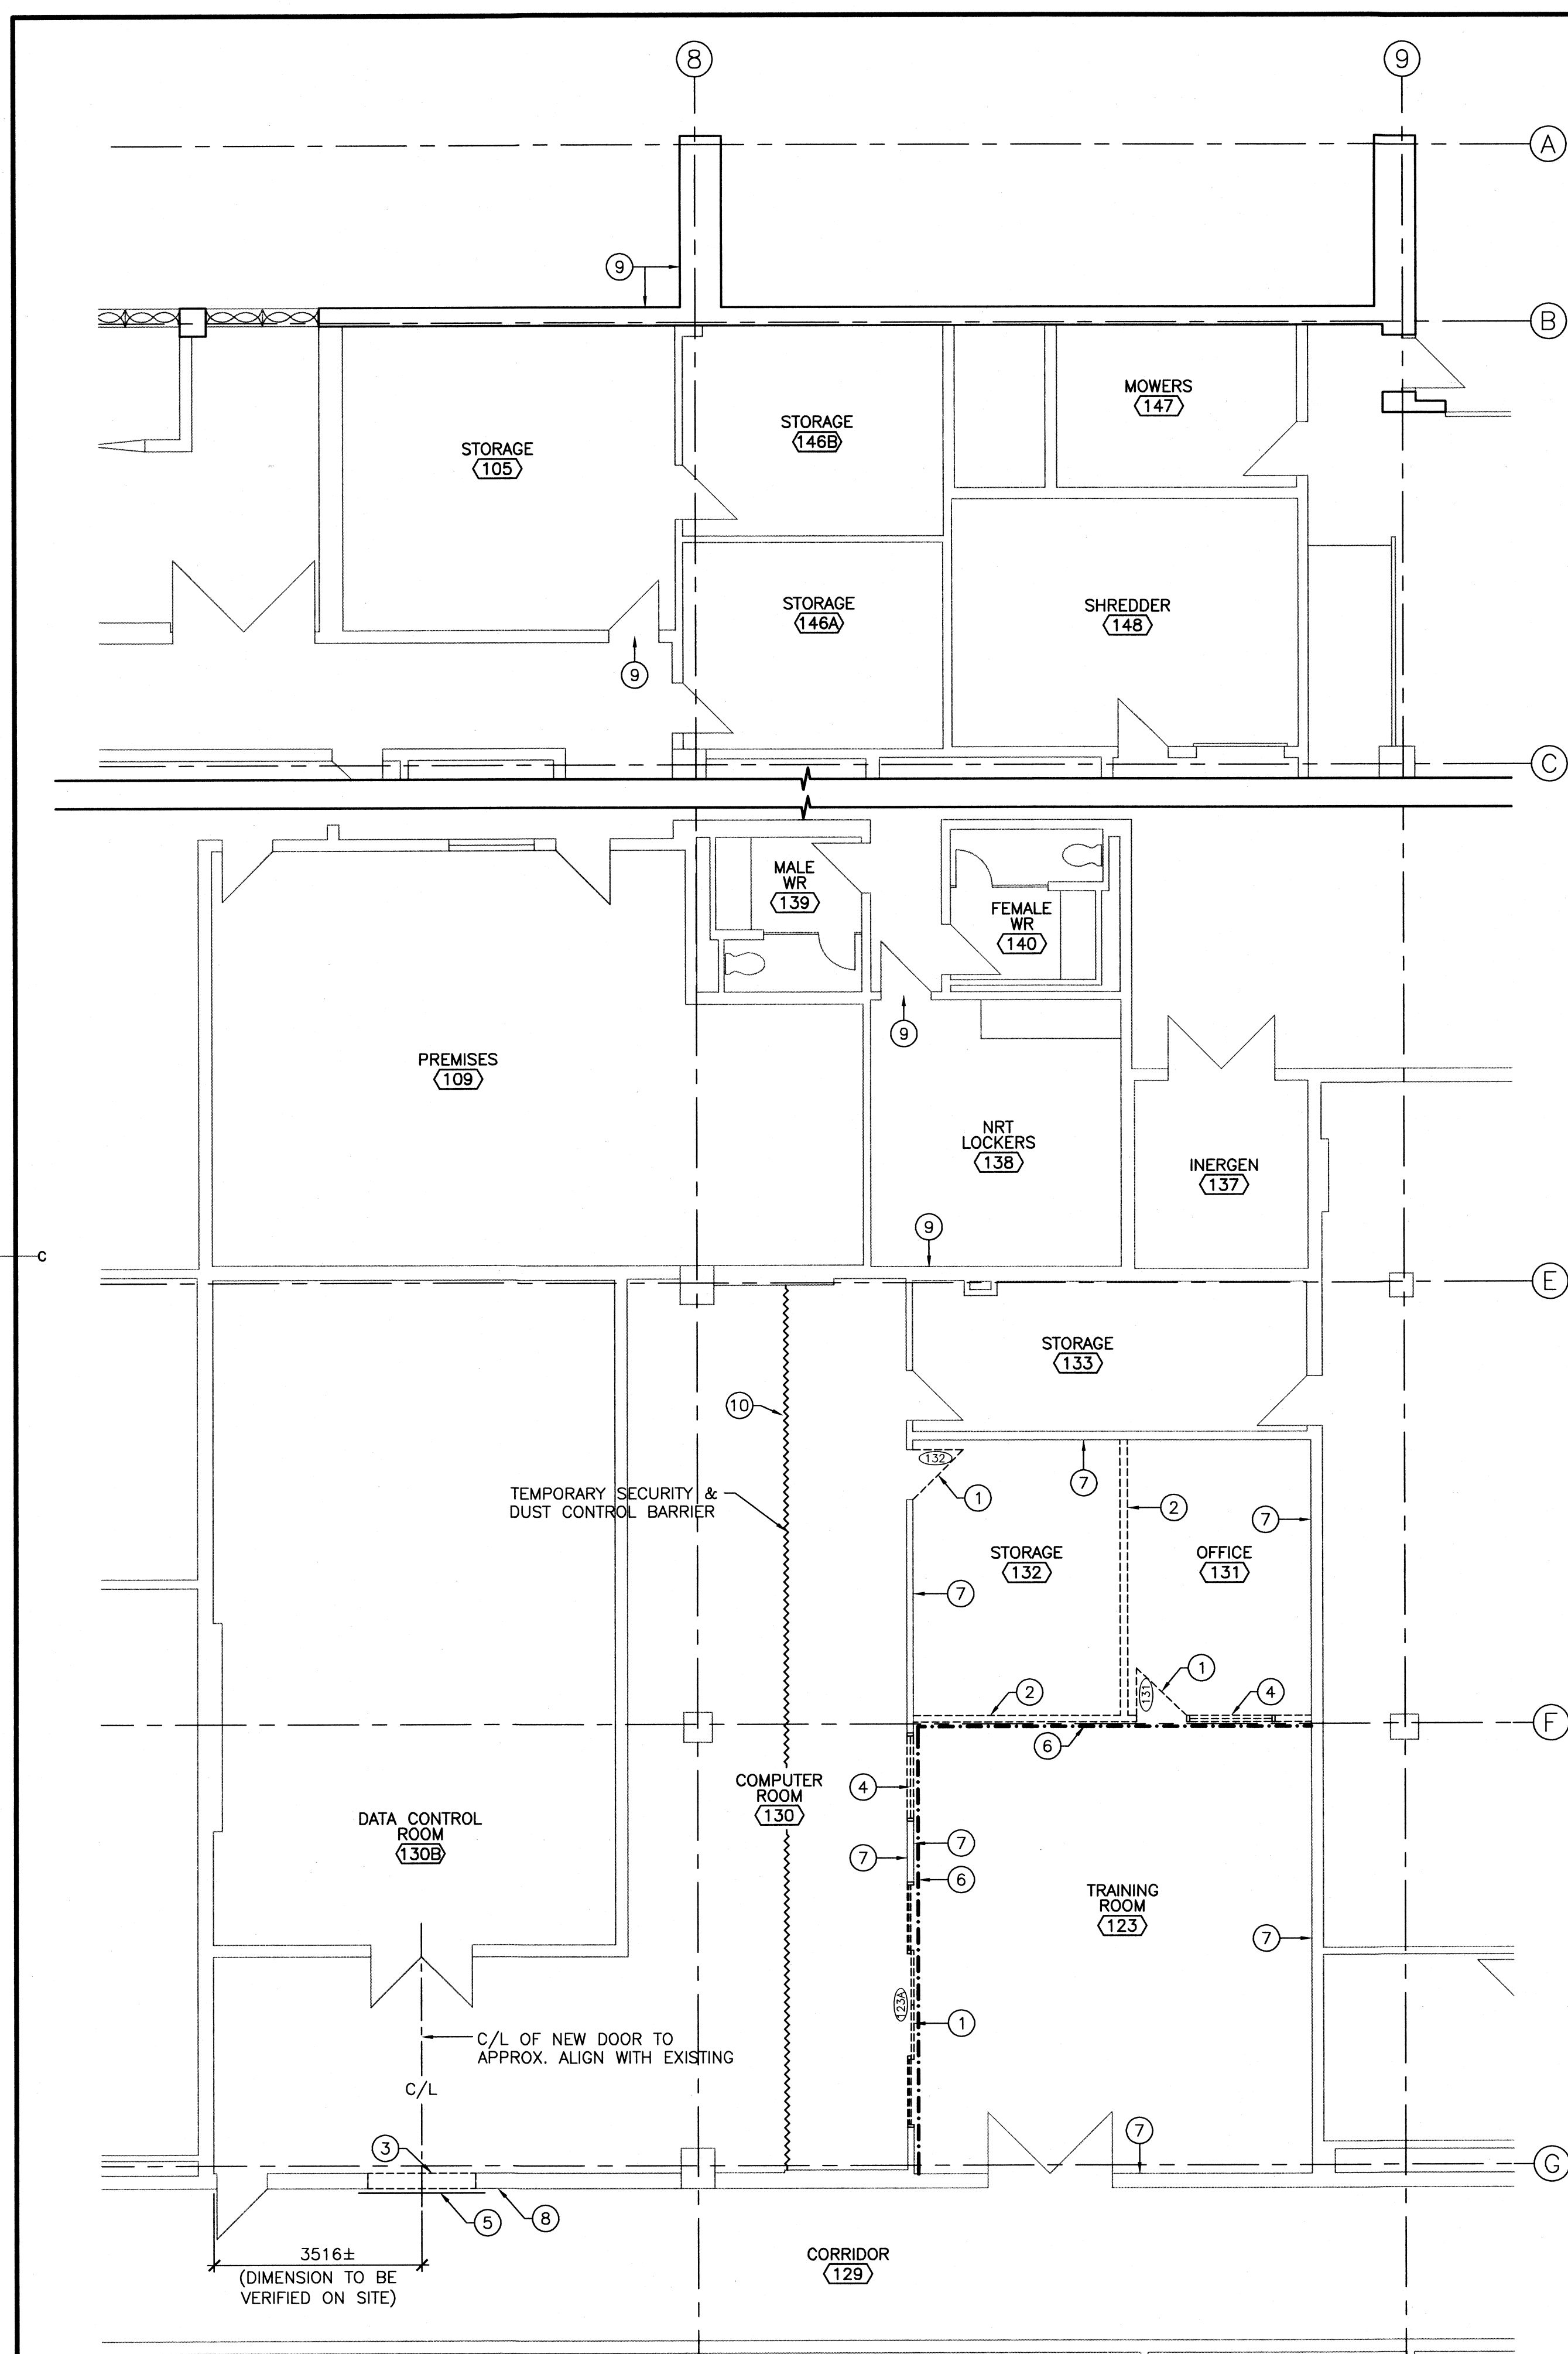 8
9
A
9
B
MOWERS
147
STORAGE
146B
STORAGE
105
STORAGE
146A
SHREDDER
148
9
C
MALE
WR
139
FEMALE
WR
140
9
PREMISES
109
NRT
LOCKERS
138
INERGEN
137
9
C
E
STORAGE
133
10
132
7
1
2
7
TEMPORARY SECURITY &
DUST CONTROL BARRIER
STORAGE
132
OFFICE
131
7
131
1
2
4
F
6
COMPUTER
ROOM
130
4
DATA CONTROL
ROOM
130B
7
7
6
TRAINING
ROOM
123
7
123A
1
C/L OF NEW DOOR TO
APPROX. ALIGN WITH EXISTING
C/L
7
3
G
5
8
3516±
(DIMENSION TO BE
VERIFIED ON SITE)
CORRIDOR
129